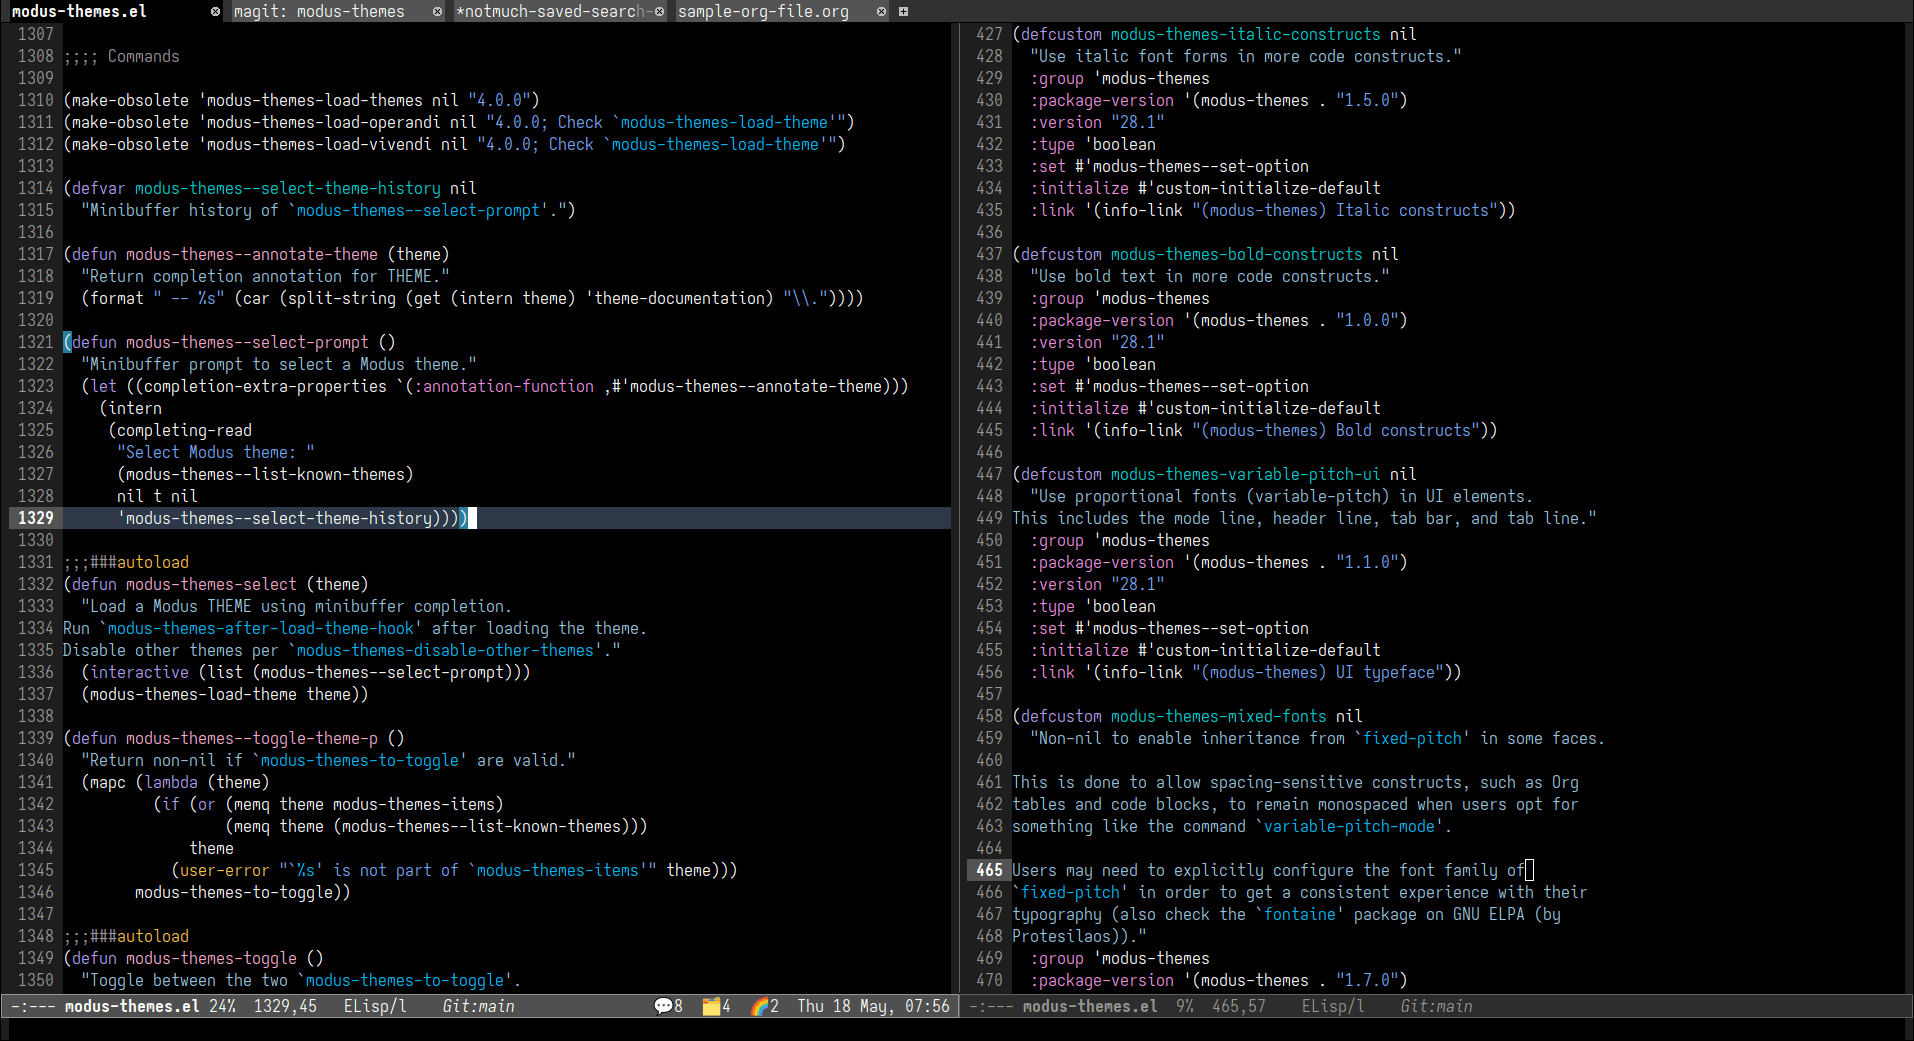 modus-themes.el magit: modus-themes *notmuch-saved-search- sample-org-file.org
1307
1308 ;;;; Commands
1309
1310 (make-obsolete 'modus-themes-load-themes nil "4.0.0")
1311 (make-obsolete 'modus-themes-load-operandi nil "4.0.0; Check `modus-themes-load-theme'")
1312 (make-obsolete 'modus-themes-load-vivendi nil "4.0.0; Check `modus-themes-load-theme'")
1313
1314 (defvar modus-themes--select-theme-history nil
1315   "Minibuffer history of `modus-themes--select-prompt'.")
1316
1317 (defun modus-themes--annotate-theme (theme)
1318   "Return completion annotation for THEME."
1319   (format " -- %s" (car (split-string (get (intern theme) 'theme-documentation) "\\."))))
1320
1321 (defun modus-themes--select-prompt ()
1322   "Minibuffer prompt to select a Modus theme."
1323   (let ((completion-extra-properties `(:annotation-function ,#'modus-themes--annotate-theme)))
1324     (intern
1325      (completing-read
1326       "Select Modus theme: "
1327       (modus-themes--list-known-themes)
1328       nil t nil
1329       'modus-themes--select-theme-history))))
1330
1331 ;;;###autoload
1332 (defun modus-themes-select (theme)
1333   "Load a Modus THEME using minibuffer completion.
1334 Run `modus-themes-after-load-theme-hook' after loading the theme.
1335 Disable other themes per `modus-themes-disable-other-themes'."
1336   (interactive (list (modus-themes--select-prompt)))
1337   (modus-themes-load-theme theme))
1338
1339 (defun modus-themes--toggle-theme-p ()
1340   "Return non-nil if `modus-themes-to-toggle' are valid."
1341   (mapc (lambda (theme)
1342           (if (or (memq theme modus-themes-items)
1343                   (memq theme (modus-themes--list-known-themes)))
1344               theme
1345             (user-error "`%s' is not part of `modus-themes-items'" theme)))
1346         modus-themes-to-toggle))
1347
1348 ;;;###autoload
1349 (defun modus-themes-toggle ()
1350   "Toggle between the two `modus-themes-to-toggle'.
-:--- modus-themes.el 24% 1329,45 ELisp/l Git:main 8 4 2 Thu 18 May, 07:56
427 (defcustom modus-themes-italic-constructs nil
428   "Use italic font forms in more code constructs."
429   :group 'modus-themes
430   :package-version '(modus-themes . "1.5.0")
431   :version "28.1"
432   :type 'boolean
433   :set #'modus-themes--set-option
434   :initialize #'custom-initialize-default
435   :link '(info-link "(modus-themes) Italic constructs"))
436
437 (defcustom modus-themes-bold-constructs nil
438   "Use bold text in more code constructs."
439   :group 'modus-themes
440   :package-version '(modus-themes . "1.0.0")
441   :version "28.1"
442   :type 'boolean
443   :set #'modus-themes--set-option
444   :initialize #'custom-initialize-default
445   :link '(info-link "(modus-themes) Bold constructs"))
446
447 (defcustom modus-themes-variable-pitch-ui nil
448   "Use proportional fonts (variable-pitch) in UI elements.
449 This includes the mode line, header line, tab bar, and tab line."
450   :group 'modus-themes
451   :package-version '(modus-themes . "1.1.0")
452   :version "28.1"
453   :type 'boolean
454   :set #'modus-themes--set-option
455   :initialize #'custom-initialize-default
456   :link '(info-link "(modus-themes) UI typeface"))
457
458 (defcustom modus-themes-mixed-fonts nil
459   "Non-nil to enable inheritance from `fixed-pitch' in some faces.
460
461 This is done to allow spacing-sensitive constructs, such as Org
462 tables and code blocks, to remain monospaced when users opt for
463 something like the command `variable-pitch-mode'.
464
465 Users may need to explicitly configure the font family of
466 `fixed-pitch' in order to get a consistent experience with their
467 typography (also check the `fontaine' package on GNU ELPA (by
468 Protesilaos))."
469   :group 'modus-themes
470   :package-version '(modus-themes . "1.7.0")
-:--- modus-themes.el 9% 465,57 ELisp/l Git:main